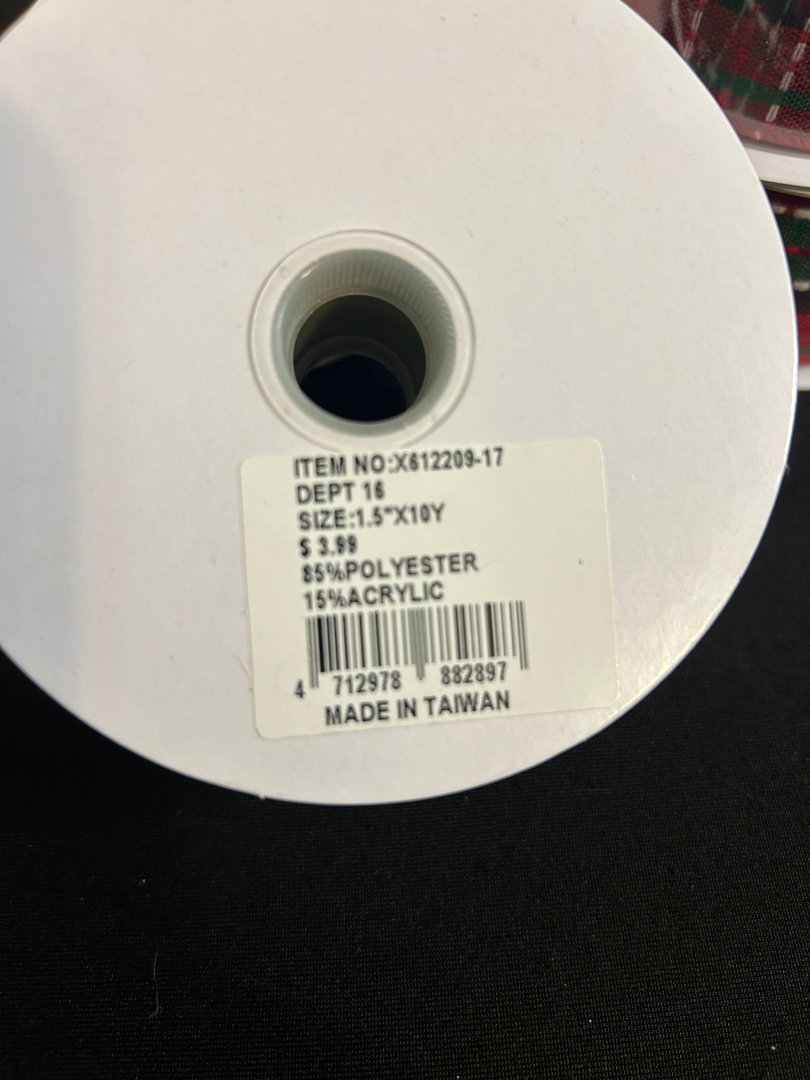 ITEM NO:X612209-17
DEPT 16
SIZE:1.5"X10Y
$ 3.99
85%POLYESTER
15%ACRYLIC
4 712978 882897
MADE IN TAIWAN